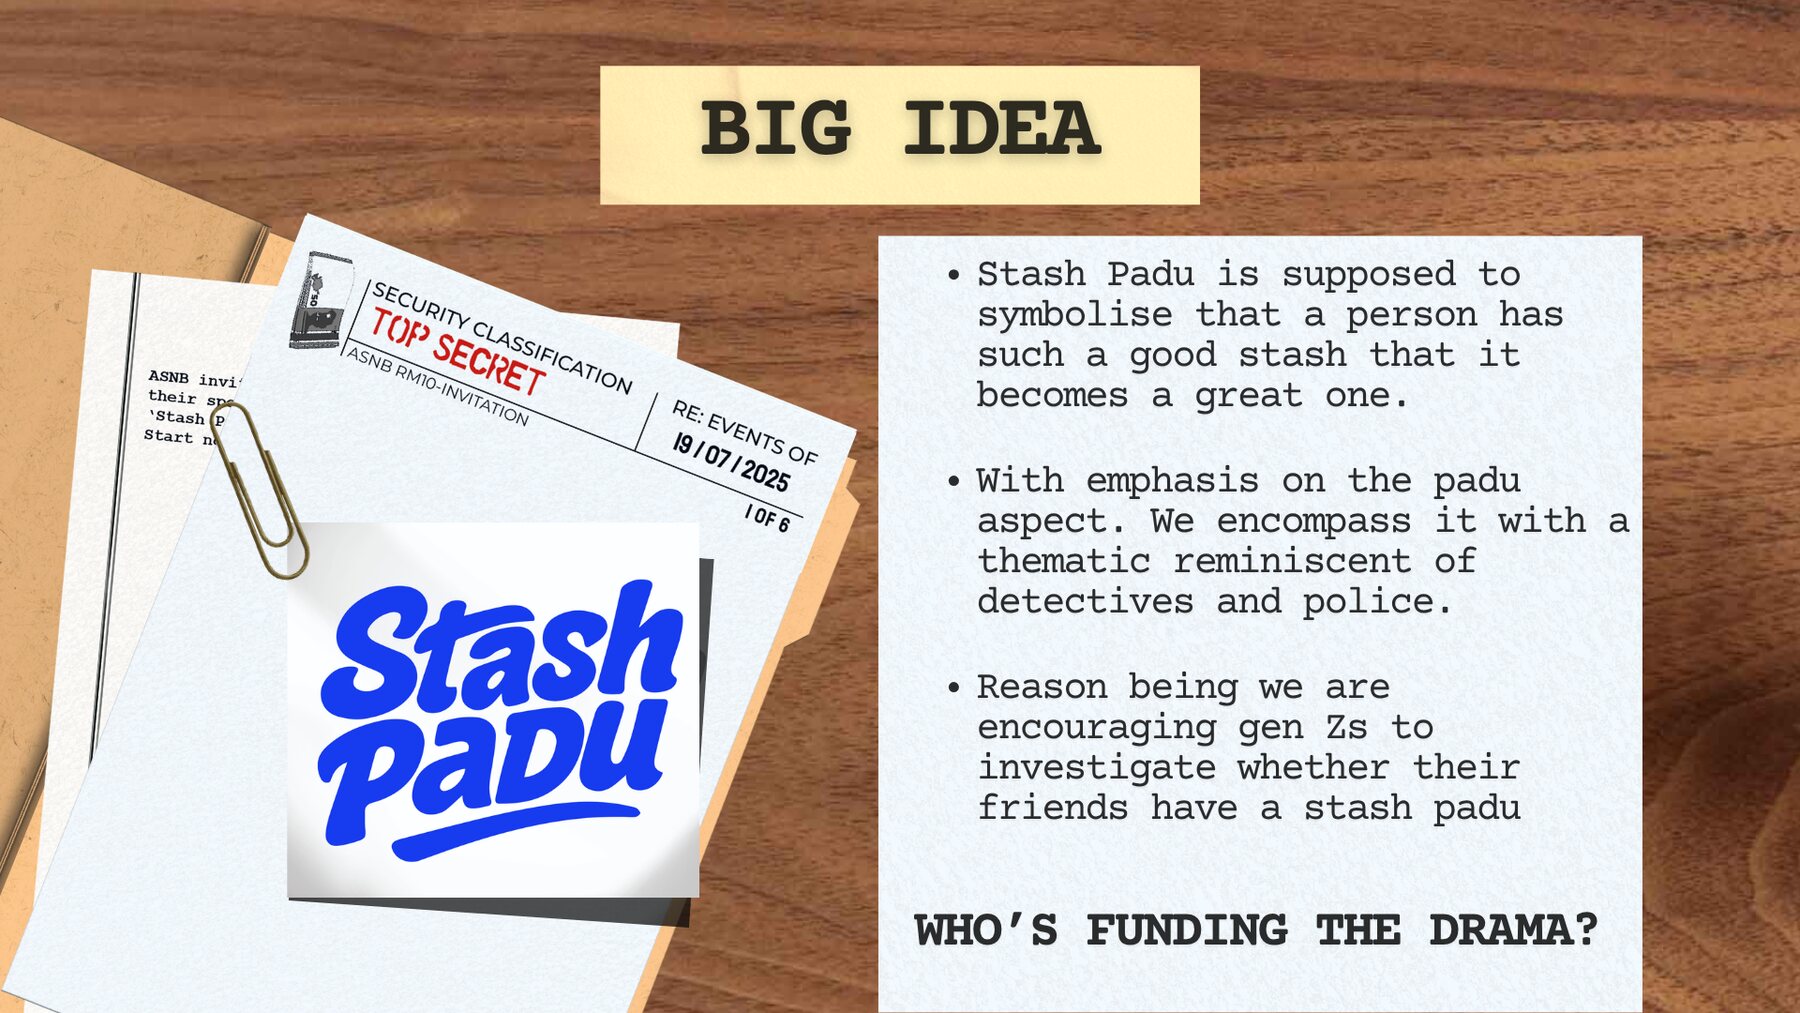 BIG IDEA
SECURITY CLASSIFICATION
TOP SECRET
ASNB RM10-INVITATION
RE: EVENTS OF
19/07/2025
1 OF 6
ASNB
their
‘Stash
Start
Stash
PADU
• Stash Padu is supposed to
symbolise that a person has
such a good stash that it
becomes a great one.
• With emphasis on the padu
aspect. We encompass it with a
thematic reminiscent of
detectives and police.
• Reason being we are
encouraging gen Zs to
investigate whether their
friends have a stash padu
WHO’S FUNDING THE DRAMA?